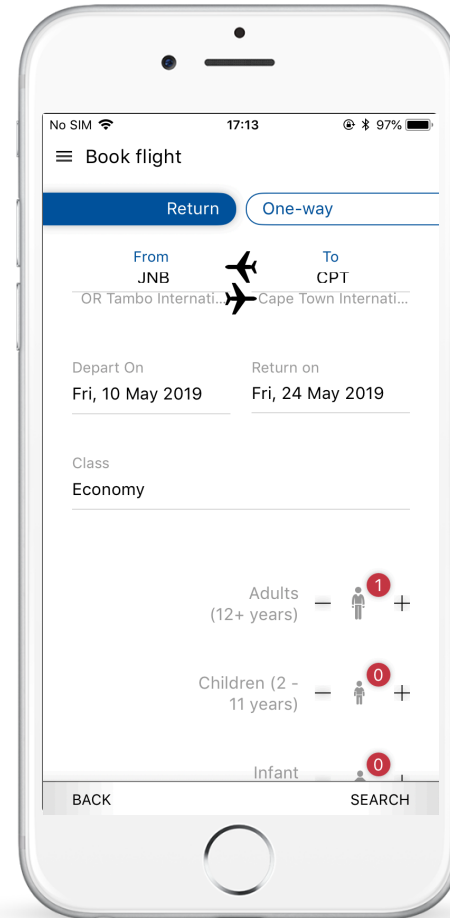 No SIM 17:13 97%
Book flight
Return One-way
From To
JNB CPT
OR Tambo Internati... Cape Town Internati...
Depart On Return on
Fri, 10 May 2019 Fri, 24 May 2019
Class
Economy
1
Adults
(12+ years) − +
0
Children (2 -
11 years) − +
0
Infant
BACK SEARCH